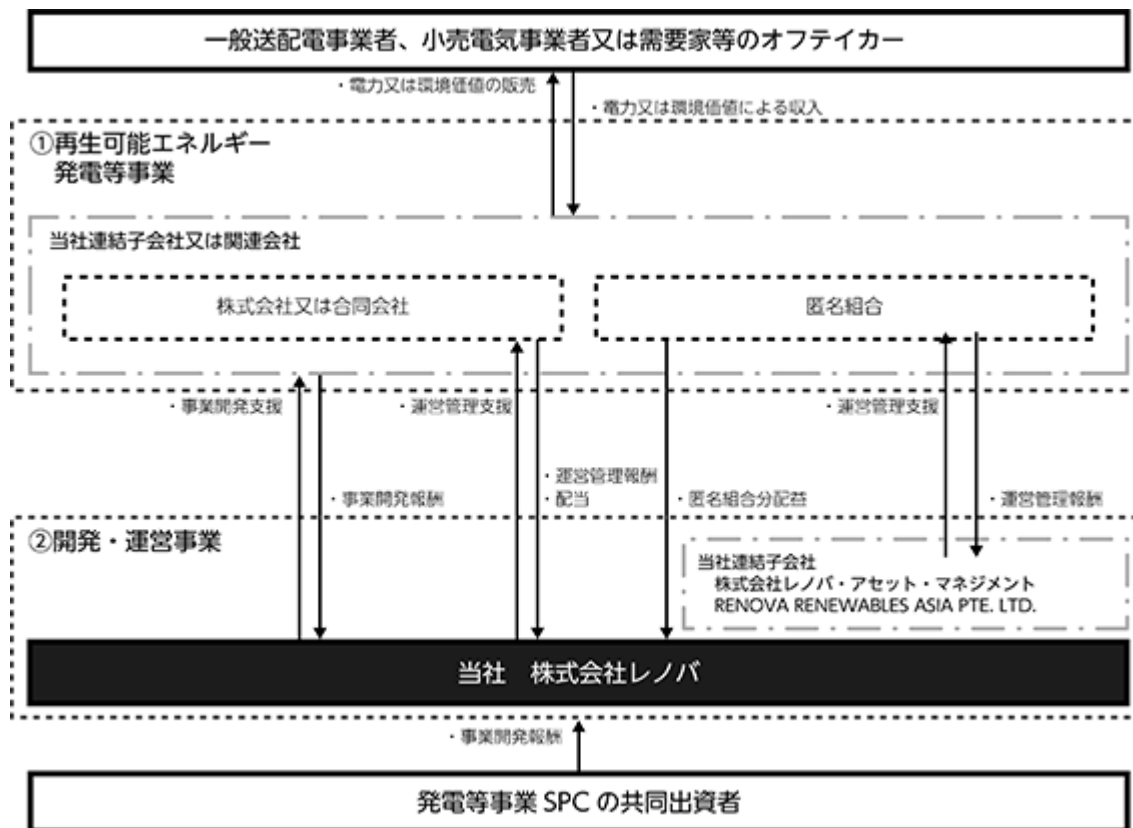 一般送配電事業者、小売電気事業者又は需要家等のオフテイカー
・電力又は環境価値の販売
・電力又は環境価値による収入
①再生可能エネルギー
発電等事業
当社連結子会社又は関連会社
株式会社又は合同会社
匿名組合
・事業開発支援
・運営管理支援
・運営管理支援
・事業開発報酬
・運営管理報酬
・配当
・匿名組合分配益
・運営管理報酬
②開発・運営事業
当社連結子会社
株式会社レノバ・アセット・マネジメント
RENOVA RENEWABLES ASIA PTE. LTD.
当社　株式会社レノバ
・事業開発報酬
発電等事業 SPC の共同出資者